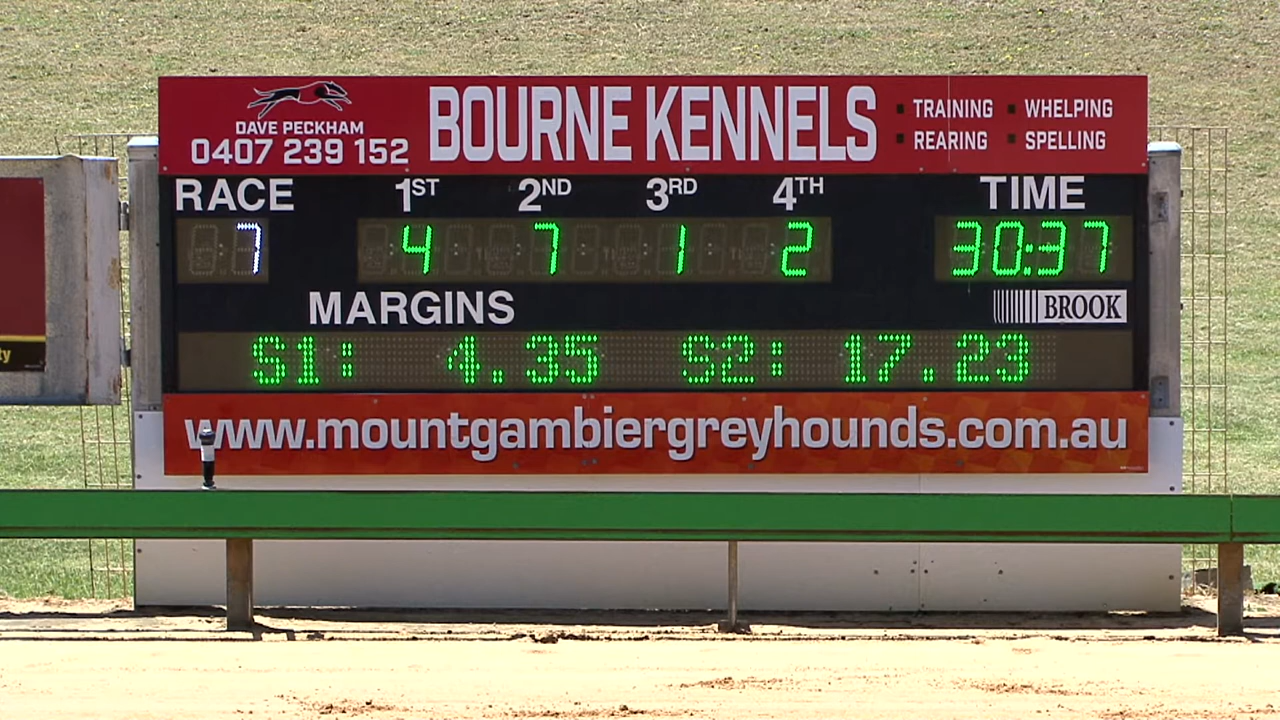 DAVE PECKHAM
0407 239 152
BOURNE KENNELS
TRAINING WHELPING
REARING SPELLING
RACE 1ST 2ND 3RD 4TH TIME
7 4 7 1 2 30:37
MARGINS
BROOK
S1: 4.35 S2: 17.23
ty
www.mountgambiergreyhounds.com.au